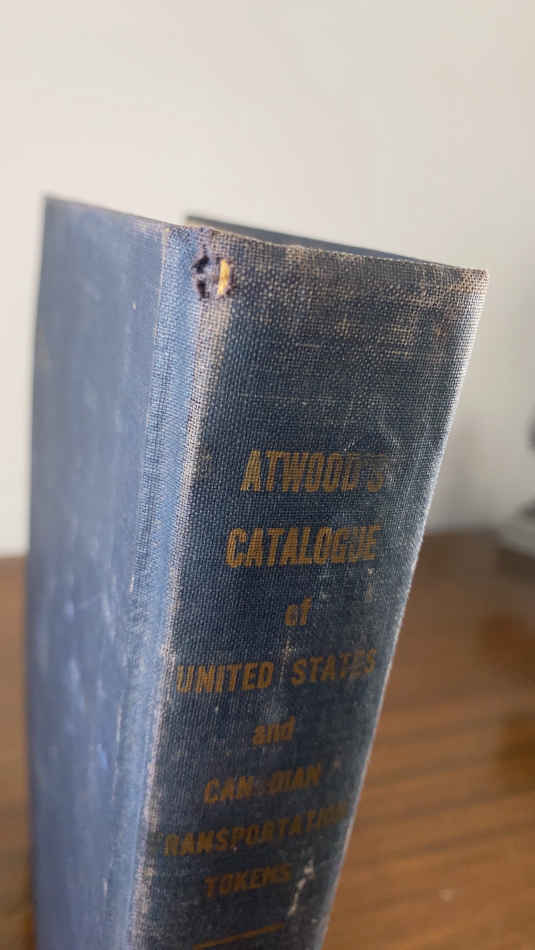 ATWOOD'S
CATALOGUE
of
UNITED STATES
and
CANADIAN
TRANSPORTATION
TOKENS